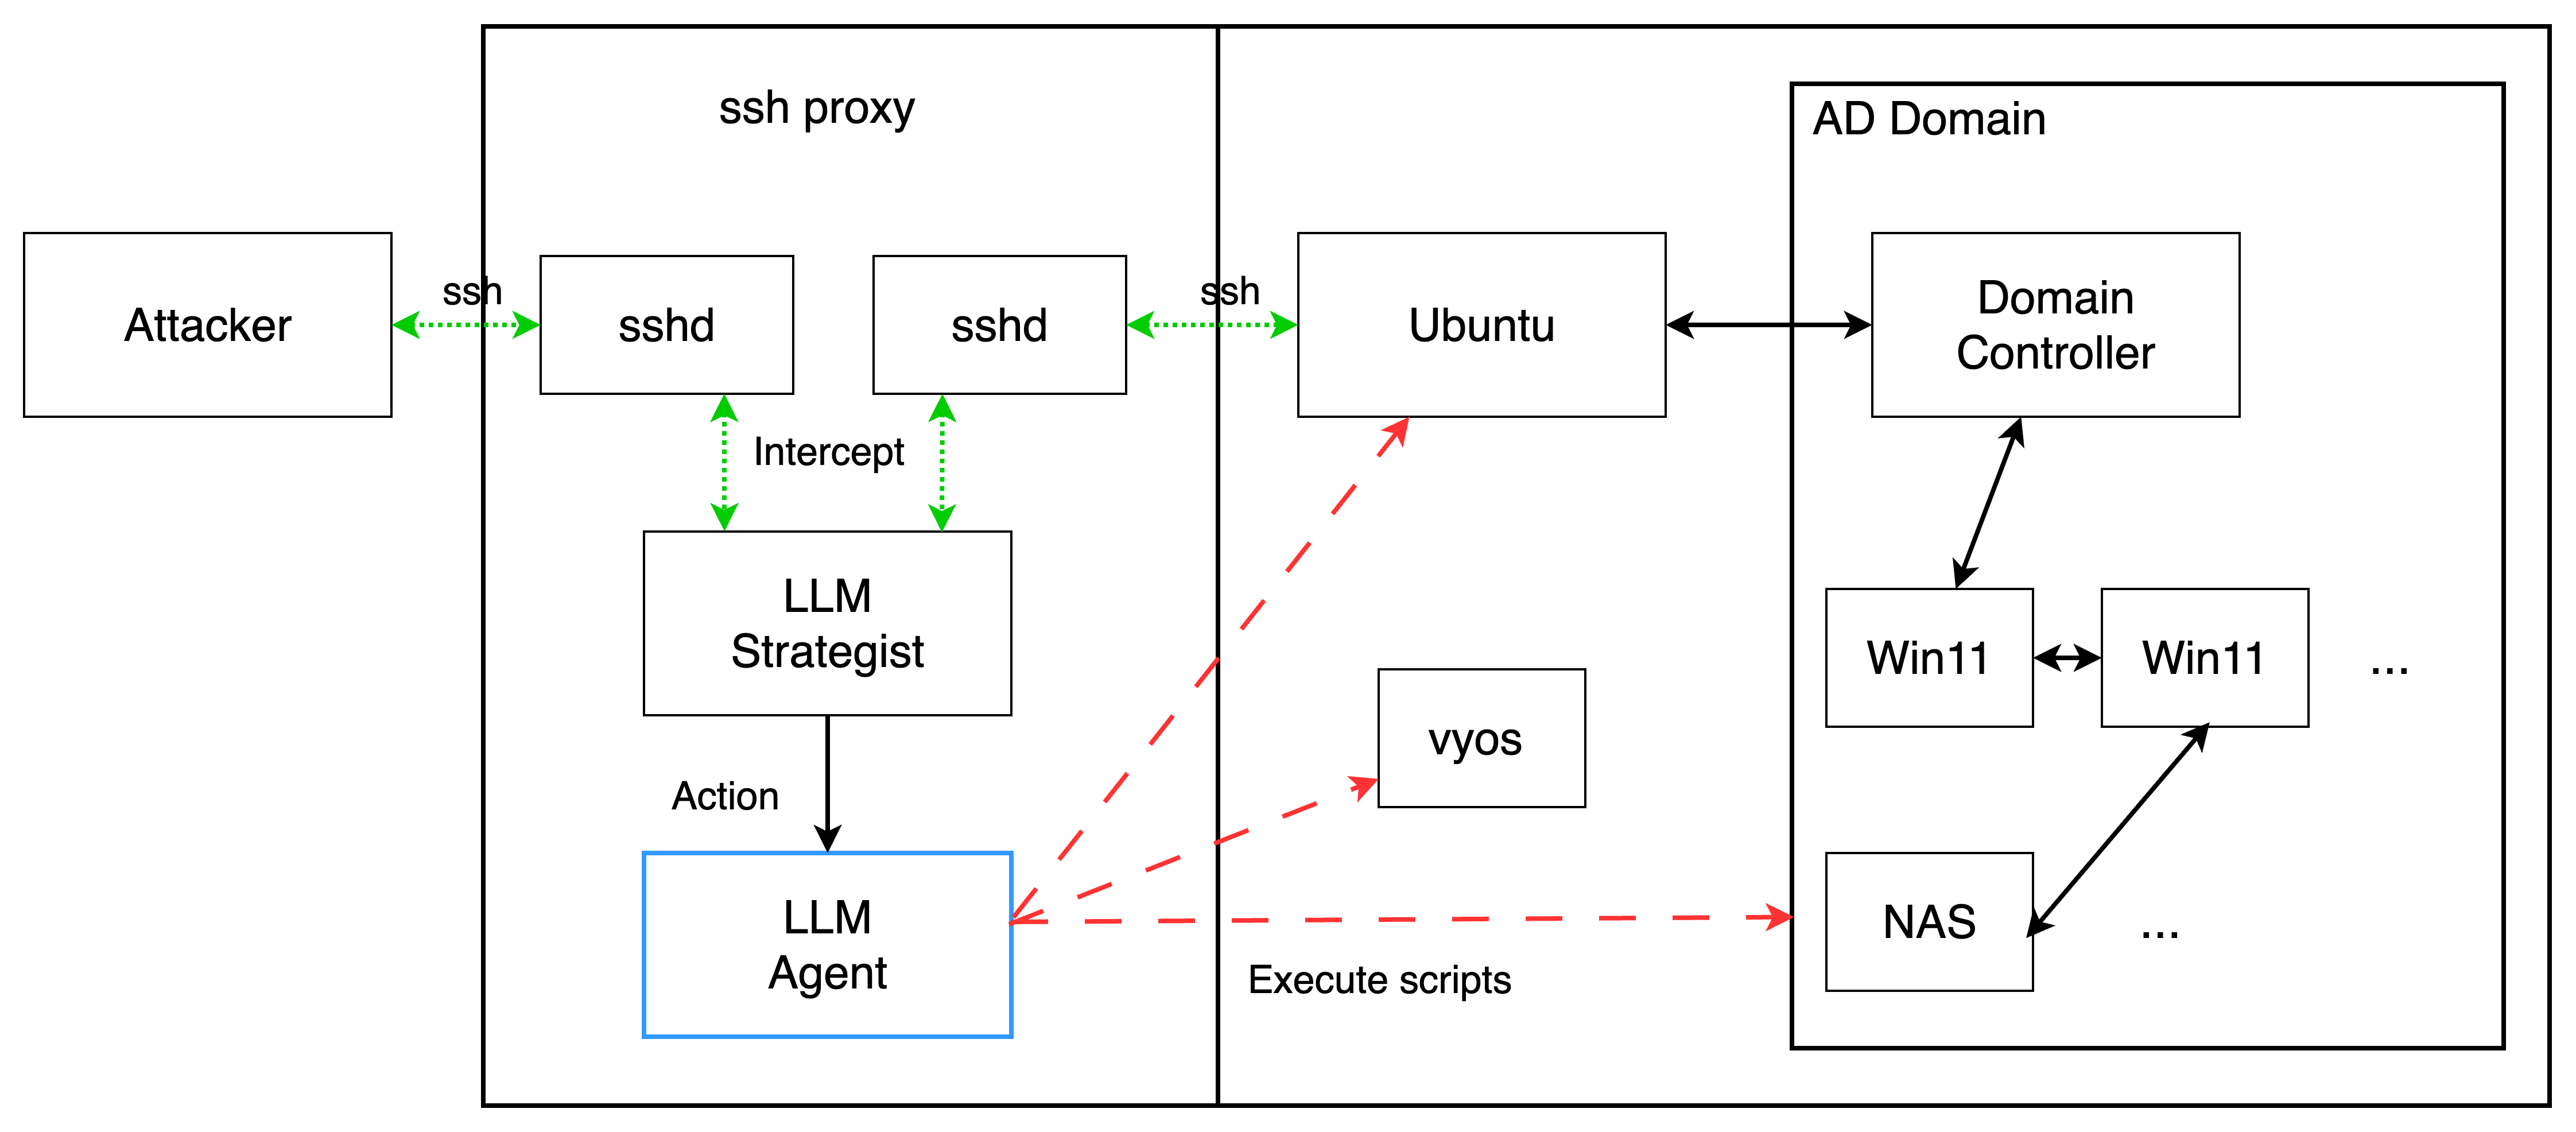 ssh proxy
AD Domain
Attacker
ssh
sshd
sshd
ssh
Ubuntu
Domain
Controller
Intercept
LLM
Strategist
Win11
Win11
...
vyos
Action
LLM
Agent
NAS
...
Execute scripts